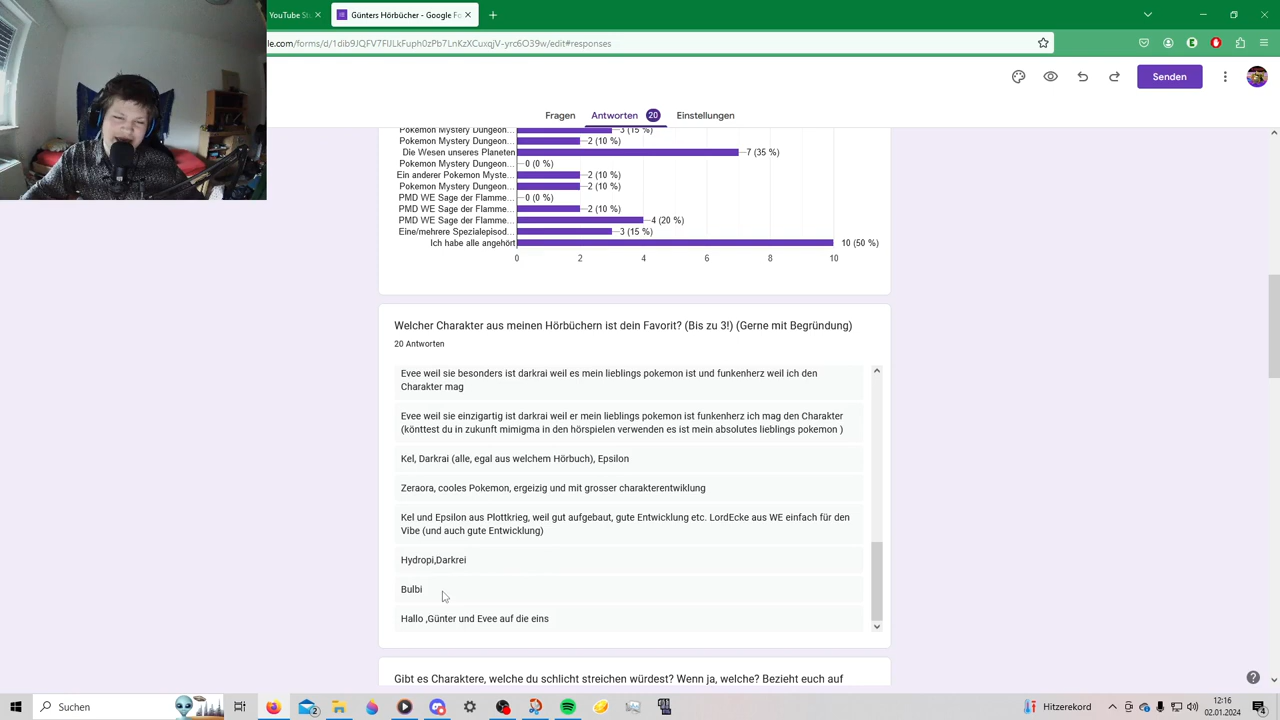 YouTube St
Günters Hörbücher - Google Fo
le.com/forms/d/1dib9JQFV7FlJLkFuph0zPb7LnKzXCuxqjV-yrc6O39w/edit#responses
Senden
Fragen
Antworten 20
Einstellungen
Pokemon Mystery Dungeon... 3 (15 %)
Pokemon Mystery Dungeon... 2 (10 %)
Die Wesen unseres Planeten 7 (35 %)
Pokemon Mystery Dungeon... 0 (0 %)
Ein anderer Pokemon Myste... 2 (10 %)
Pokemon Mystery Dungeon... 2 (10 %)
PMD WE Sage der Flamme... 0 (0 %)
PMD WE Sage der Flamme... 2 (10 %)
PMD WE Sage der Flamme... 4 (20 %)
Eine/mehrere Spezialepisod... 3 (15 %)
Ich habe alle angehört 10 (50 %)
0 2 4 6 8 10
Welcher Charakter aus meinen Hörbüchern ist dein Favorit? (Bis zu 3!) (Gerne mit Begründung)
20 Antworten
Evee weil sie besonders ist darkrai weil es mein lieblings pokemon ist und funkenherz weil ich den
Charakter mag
Evee weil sie einzigartig ist darkrai weil er mein lieblings pokemon ist funkenherz ich mag den Charakter
(könttest du in zukunft mimigma in den hörspielen verwenden es ist mein absolutes lieblings pokemon )
Kel, Darkrai (alle, egal aus welchem Hörbuch), Epsilon
Zeraora, cooles Pokemon, ergeizig und mit grosser charakterentwiklung
Kel und Epsilon aus Plottkrieg, weil gut aufgebaut, gute Entwicklung etc. LordEcke aus WE einfach für den
Vibe (und auch gute Entwicklung)
Hydropi,Darkrei
Bulbi
Hallo ,Günter und Evee auf die eins
Gibt es Charaktere, welche du schlicht streichen würdest? Wenn ja, welche? Bezieht euch auf
Suchen
2
Hitzerekord
12:16
02.01.2024
4